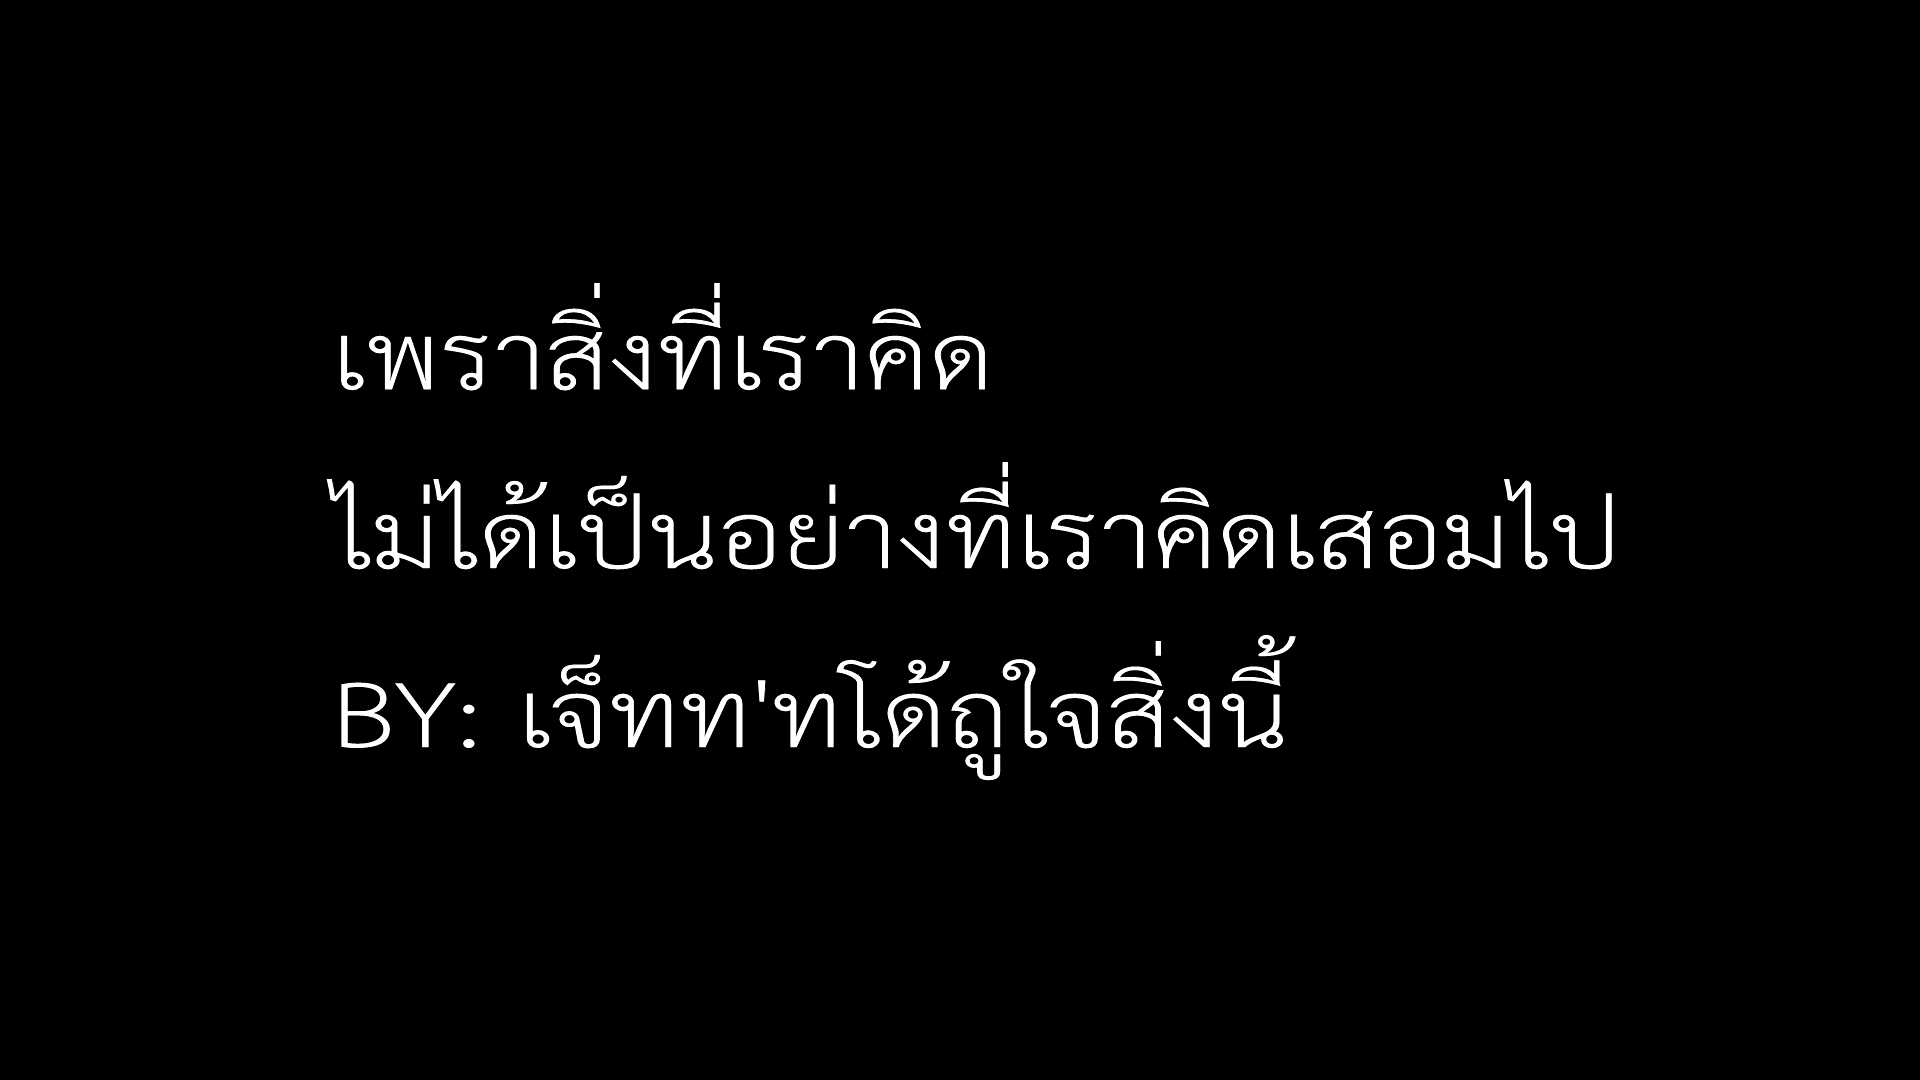 เพราสิ่งที่เราคิด
ไม่ได้เป็นอย่างที่เราคิดเสอมไป
BY: เจ็ทท'ทโด้ถูใจสิ่งนี้